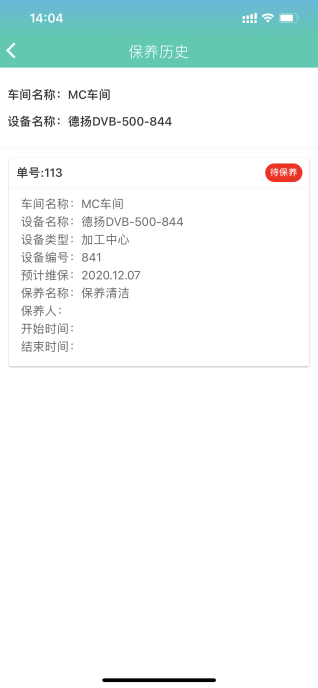 14:04
保养历史
车间名称：MC车间
设备名称：德扬DVB-500-844
单号:113
待保养
车间名称：MC车间
设备名称：德扬DVB-500-844
设备类型：加工中心
设备编号：841
预计维保：2020.12.07
保养名称：保养清洁
保养人：
开始时间：
结束时间：